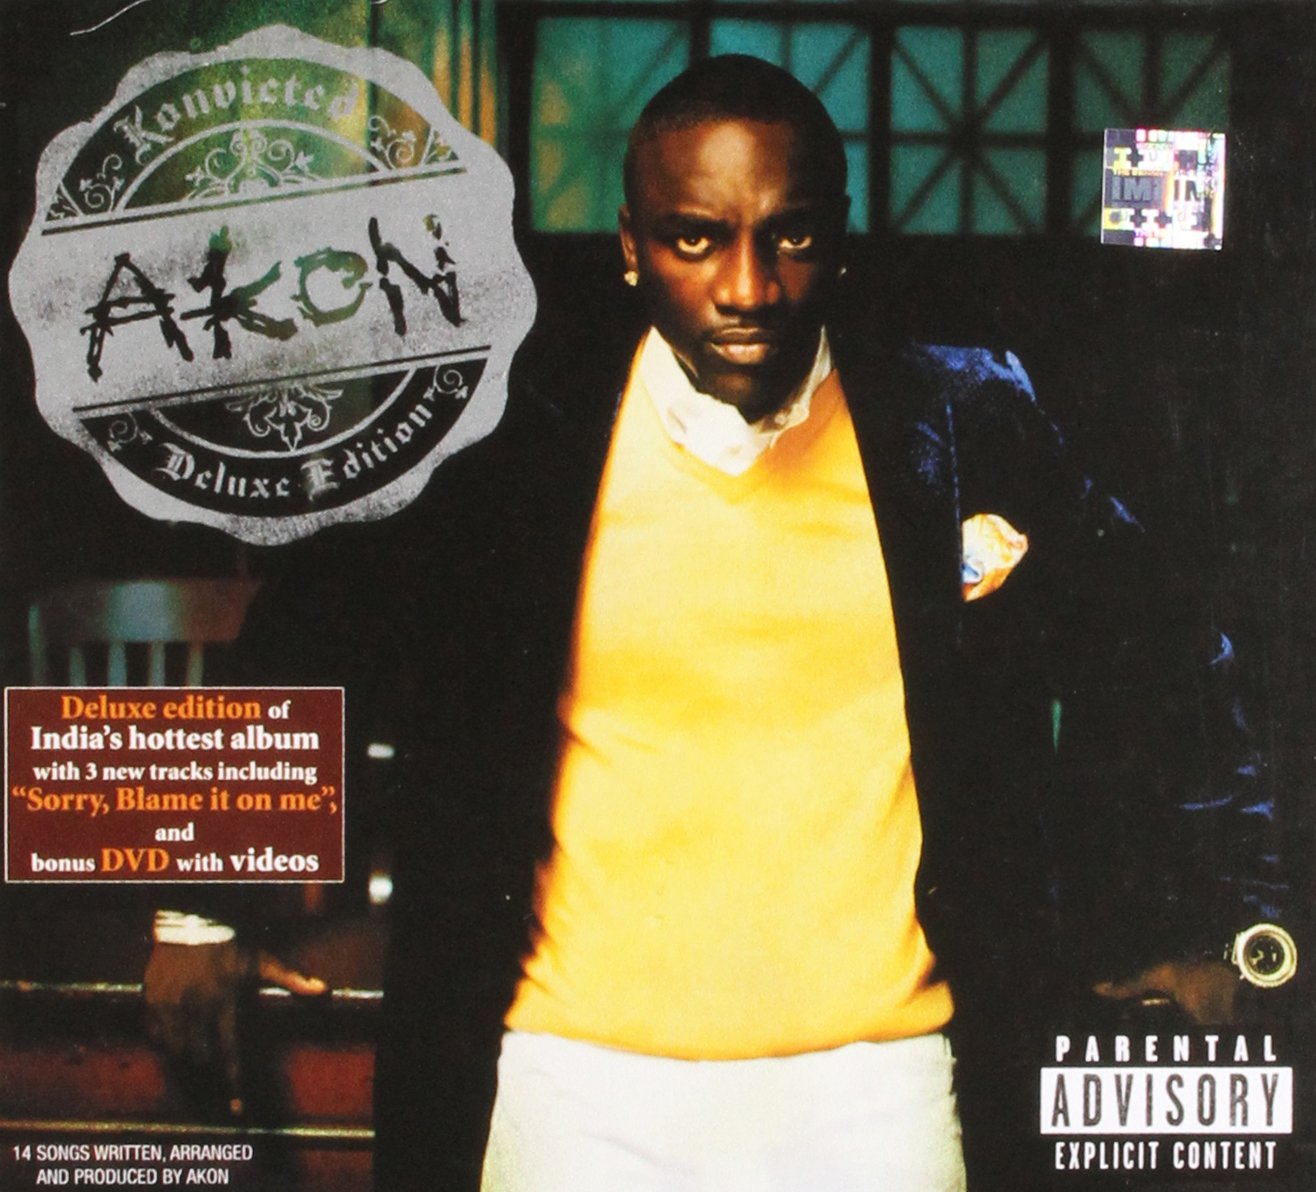 Konvicted
AKON
Deluxe Edition
Deluxe edition of
India's hottest album
with 3 new tracks including
“Sorry, Blame it on me”,
and
bonus DVD with videos
14 SONGS WRITTEN, ARRANGED
AND PRODUCED BY AKON
PARENTAL
ADVISORY
EXPLICIT CONTENT